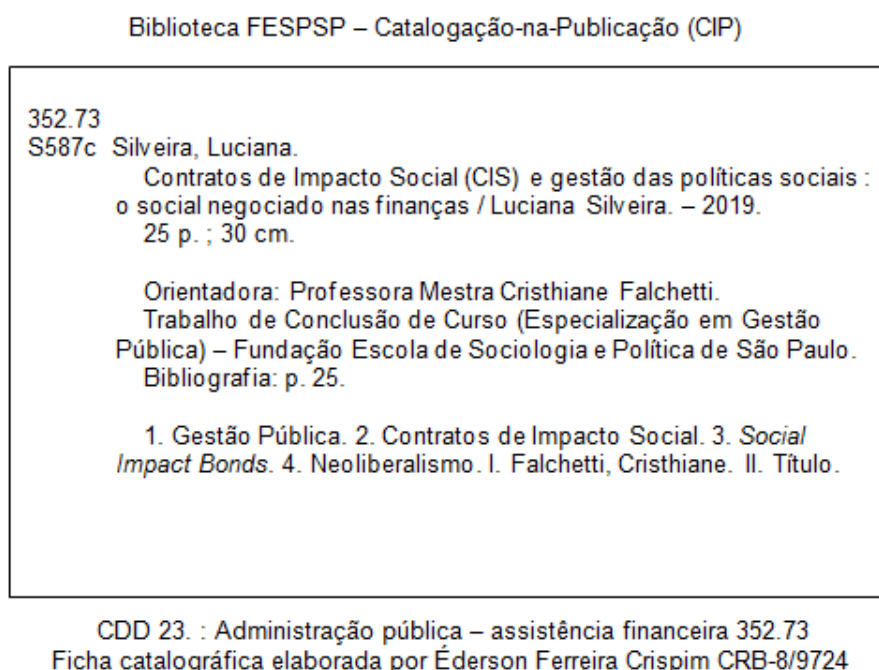 Biblioteca FESPSP – Catalogação-na-Publicação (CIP)
352.73
S587c Silveira, Luciana.
Contratos de Impacto Social (CIS) e gestão das políticas sociais :
o social negociado nas finanças / Luciana Silveira. – 2019.
25 p. ; 30 cm.
Orientadora: Professora Mestra Cristhiane Falchetti.
Trabalho de Conclusão de Curso (Especialização em Gestão
Pública) – Fundação Escola de Sociologia e Política de São Paulo.
Bibliografia: p. 25.
1. Gestão Pública. 2. Contratos de Impacto Social. 3. Social
Impact Bonds. 4. Neoliberalismo. I. Falchetti, Cristhiane. II. Título.
CDD 23. : Administração pública – assistência financeira 352.73
Ficha catalográfica elaborada por Éderson Ferreira Crispim CRB-8/9724